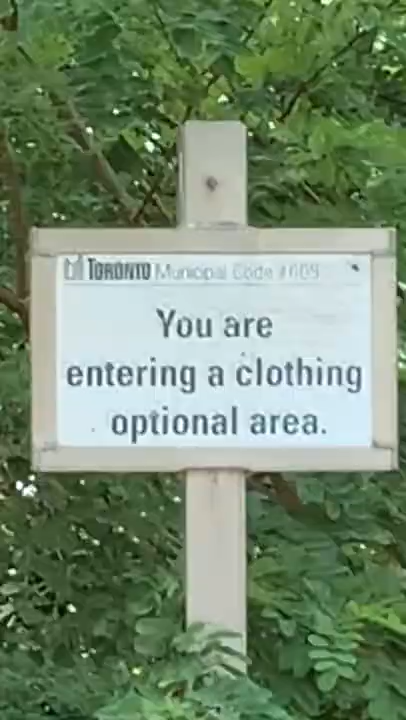 TORONTO Municipal Code #608
You are
entering a clothing
optional area.